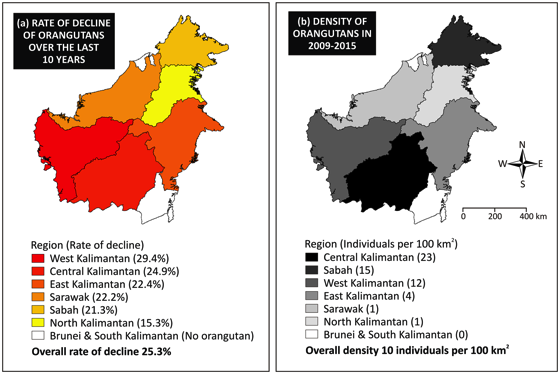 (a) RATE OF DECLINE
OF ORANGUTANS
OVER THE LAST
10 YEARS
Region (Rate of decline)
West Kalimantan (29.4%)
Central Kalimantan (24.9%)
East Kalimantan (22.4%)
Sarawak (22.2%)
Sabah (21.3%)
North Kalimantan (15.3%)
Brunei & South Kalimantan (No orangutan)
Overall rate of decline 25.3%
(b) DENSITY OF
ORANGUTANS IN
2009-2015
N
W E
S
0 200 400 km
Region (Individuals per 100 km²)
Central Kalimantan (23)
Sabah (15)
West Kalimantan (12)
East Kalimantan (4)
Sarawak (1)
North Kalimantan (1)
Brunei & South Kalimantan (0)
Overall density 10 individuals per 100 km²